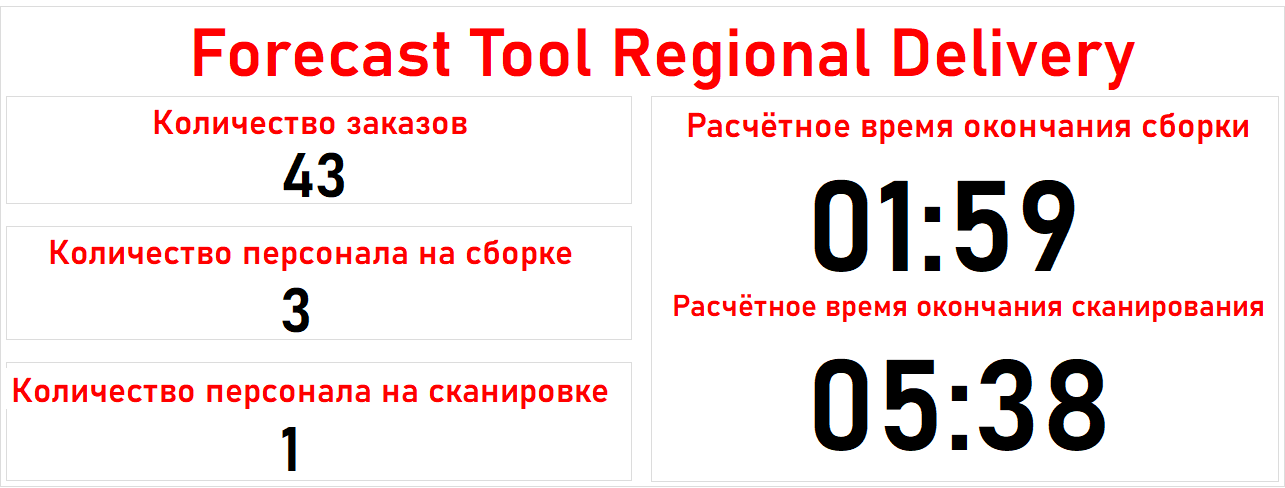 Forecast Tool Regional Delivery
Количество заказов
43
Количество персонала на сборке
3
Количество персонала на сканировке
1
Расчётное время окончания сборки
01:59
Расчётное время окончания сканирования
05:38